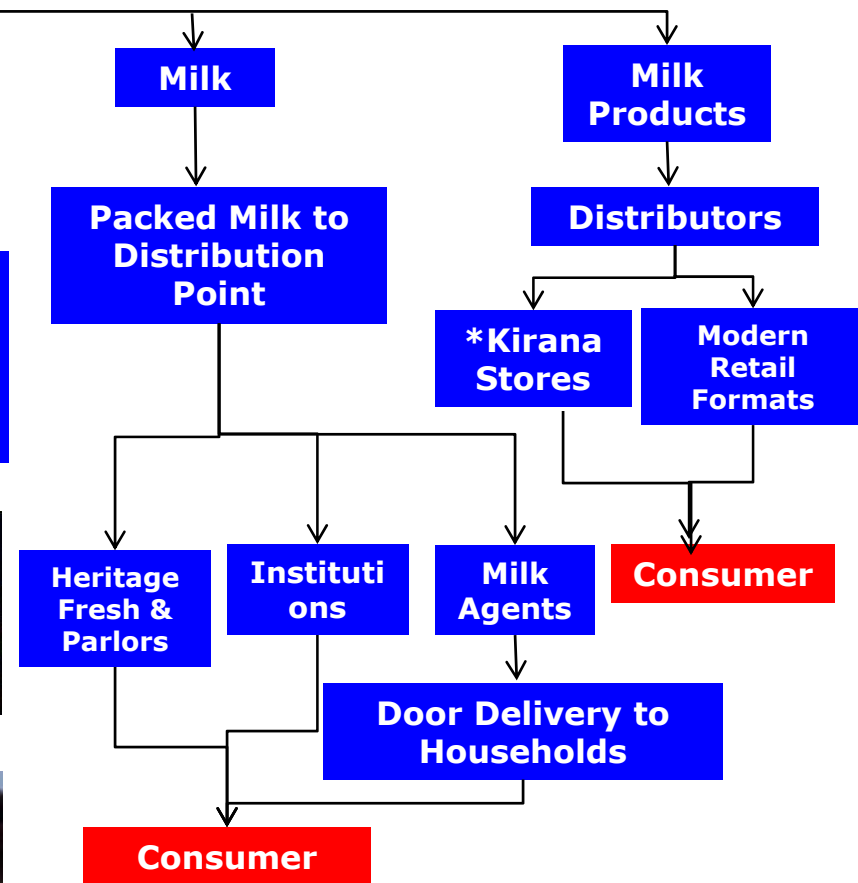 Milk
Milk
Products
Packed Milk to
Distribution
Point
Distributors
*Kirana
Stores
Modern
Retail
Formats
Heritage
Fresh &
Parlors
Instituti
ons
Milk
Agents
Consumer
Door Delivery to
Households
Consumer